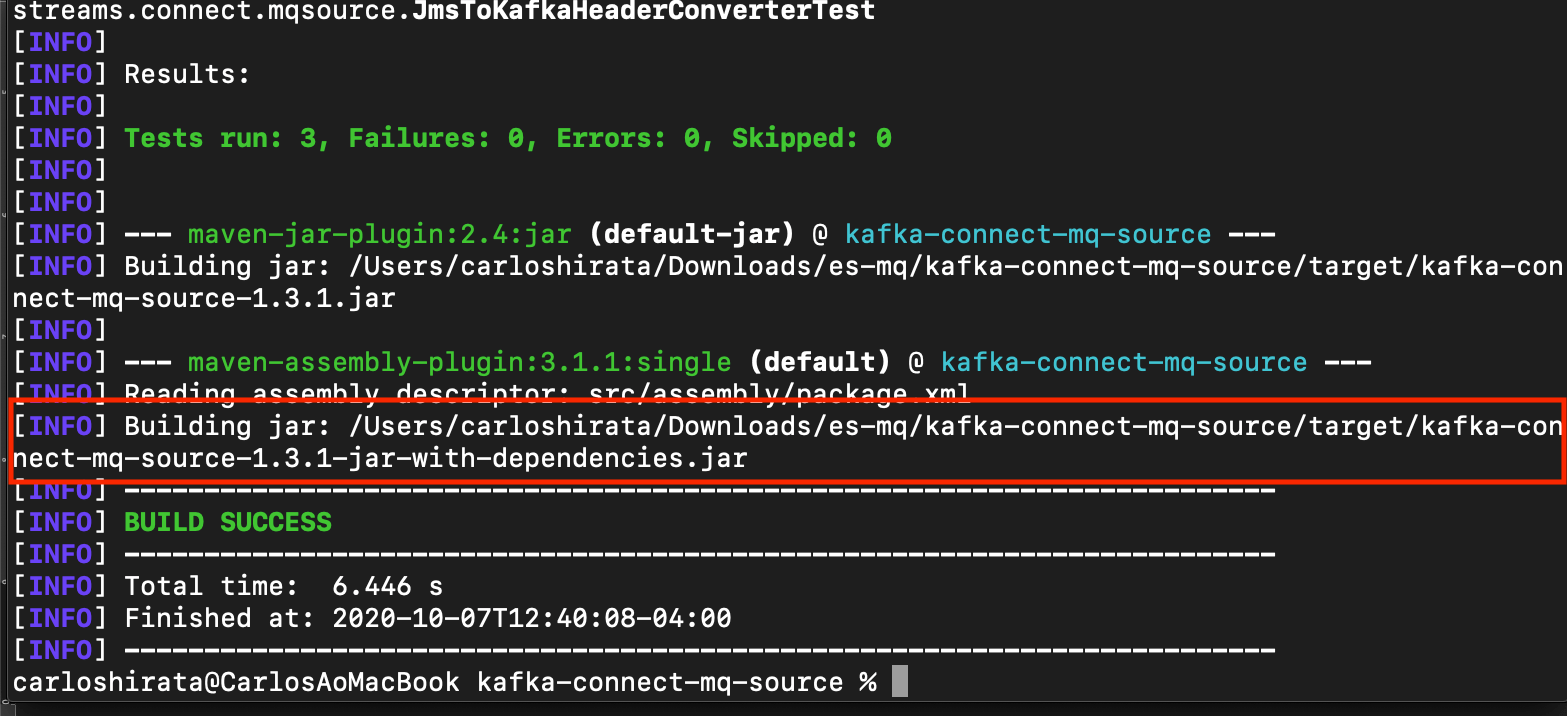 streams.connect.mqsource.JmsToKafkaHeaderConverterTest
[INFO]
[INFO] Results:
[INFO]
[INFO] Tests run: 3, Failures: 0, Errors: 0, Skipped: 0
[INFO]
[INFO]
[INFO] --- maven-jar-plugin:2.4:jar (default-jar) @ kafka-connect-mq-source ---
[INFO] Building jar: /Users/carloshirata/Downloads/es-mq/kafka-connect-mq-source/target/kafka-con
nect-mq-source-1.3.1.jar
[INFO]
[INFO] --- maven-assembly-plugin:3.1.1:single (default) @ kafka-connect-mq-source ---
[INFO] Reading assembly descriptor: src/assembly/package.xml
[INFO] Building jar: /Users/carloshirata/Downloads/es-mq/kafka-connect-mq-source/target/kafka-con
nect-mq-source-1.3.1-jar-with-dependencies.jar
[INFO] ------------------------------------------------------------------------
[INFO] BUILD SUCCESS
[INFO] ------------------------------------------------------------------------
[INFO] Total time:  6.446 s
[INFO] Finished at: 2020-10-07T12:40:08-04:00
[INFO] ------------------------------------------------------------------------
carloshirata@CarlosAoMacBook kafka-connect-mq-source %